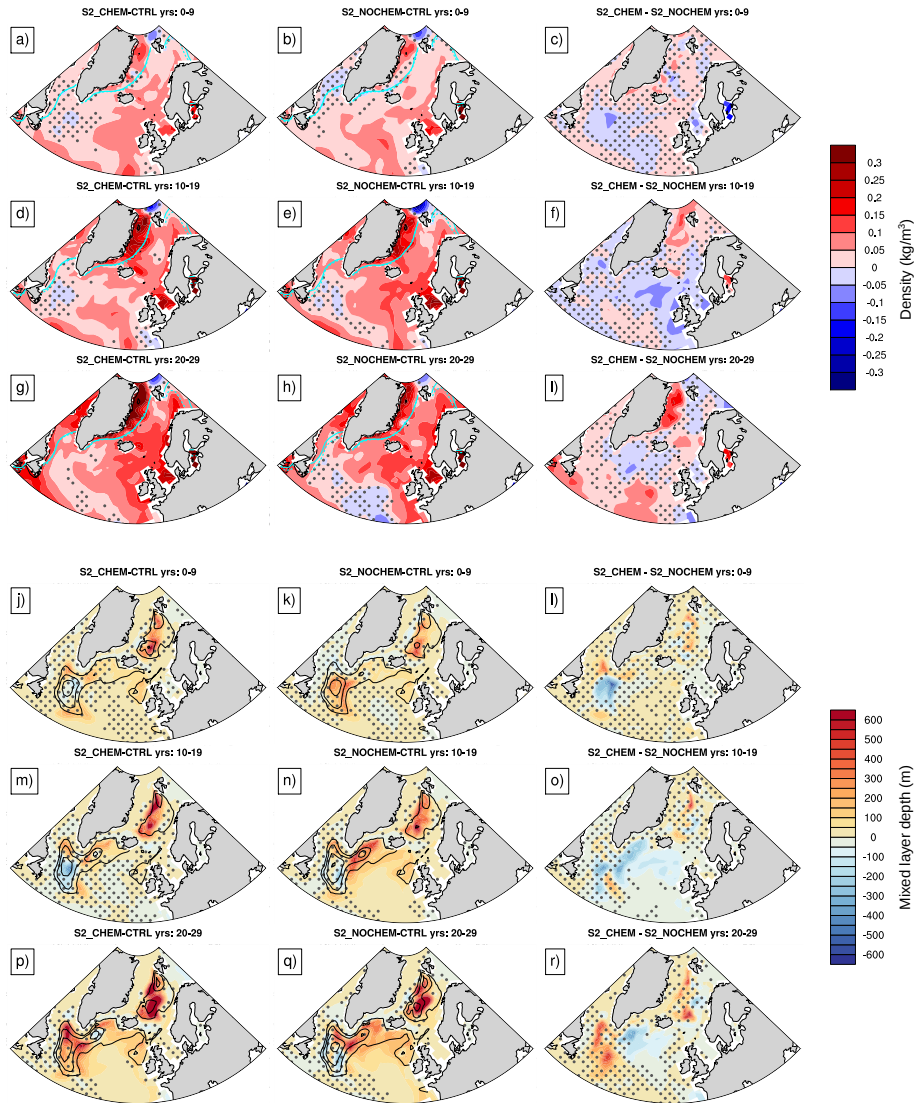 S2_CHEM-CTRL yrs: 0-9
S2_NOCHEM-CTRL yrs: 0-9
S2_CHEM - S2_NOCHEM yrs: 0-9
a)
b)
c)
S2_CHEM-CTRL yrs: 10-19
S2_NOCHEM-CTRL yrs: 10-19
S2_CHEM - S2_NOCHEM yrs: 10-19
d)
e)
f)
S2_CHEM-CTRL yrs: 20-29
S2_NOCHEM-CTRL yrs: 20-29
S2_CHEM - S2_NOCHEM yrs: 20-29
g)
h)
I)
0.3
0.25
0.2
0.15
0.1
0.05
0
-0.05
-0.1
-0.15
-0.2
-0.25
-0.3
Density (kg/m³)
S2_CHEM-CTRL yrs: 0-9
S2_NOCHEM-CTRL yrs: 0-9
S2_CHEM - S2_NOCHEM yrs: 0-9
j)
k)
l)
S2_CHEM-CTRL yrs: 10-19
S2_NOCHEM-CTRL yrs: 10-19
S2_CHEM - S2_NOCHEM yrs: 10-19
m)
n)
o)
S2_CHEM-CTRL yrs: 20-29
S2_NOCHEM-CTRL yrs: 20-29
S2_CHEM - S2_NOCHEM yrs: 20-29
p)
q)
r)
600
500
400
300
200
100
0
-100
-200
-300
-400
-500
-600
Mixed layer depth (m)